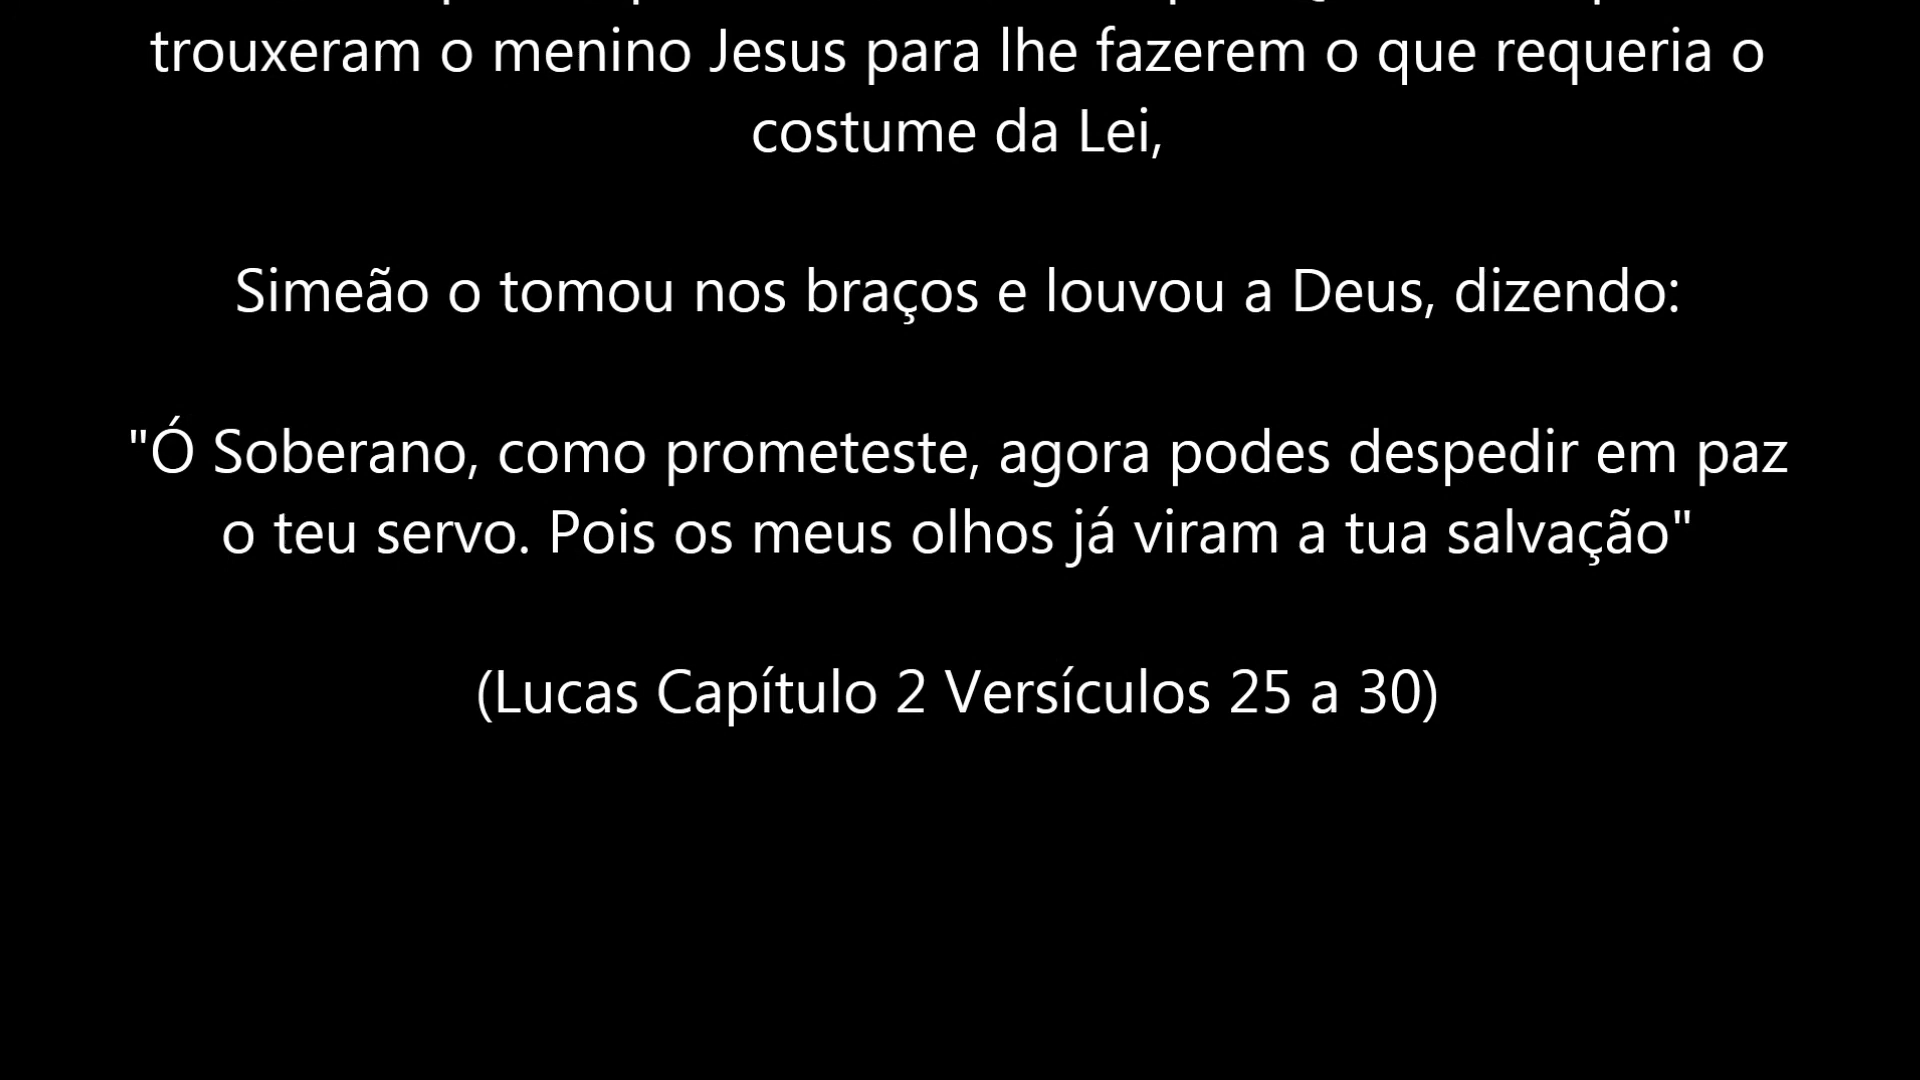 trouxeram o menino Jesus para lhe fazerem o que requeria o
costume da Lei,
Simeão o tomou nos braços e louvou a Deus, dizendo:
"Ó Soberano, como prometeste, agora podes despedir em paz
o teu servo. Pois os meus olhos já viram a tua salvação"
(Lucas Capítulo 2 Versículos 25 a 30)